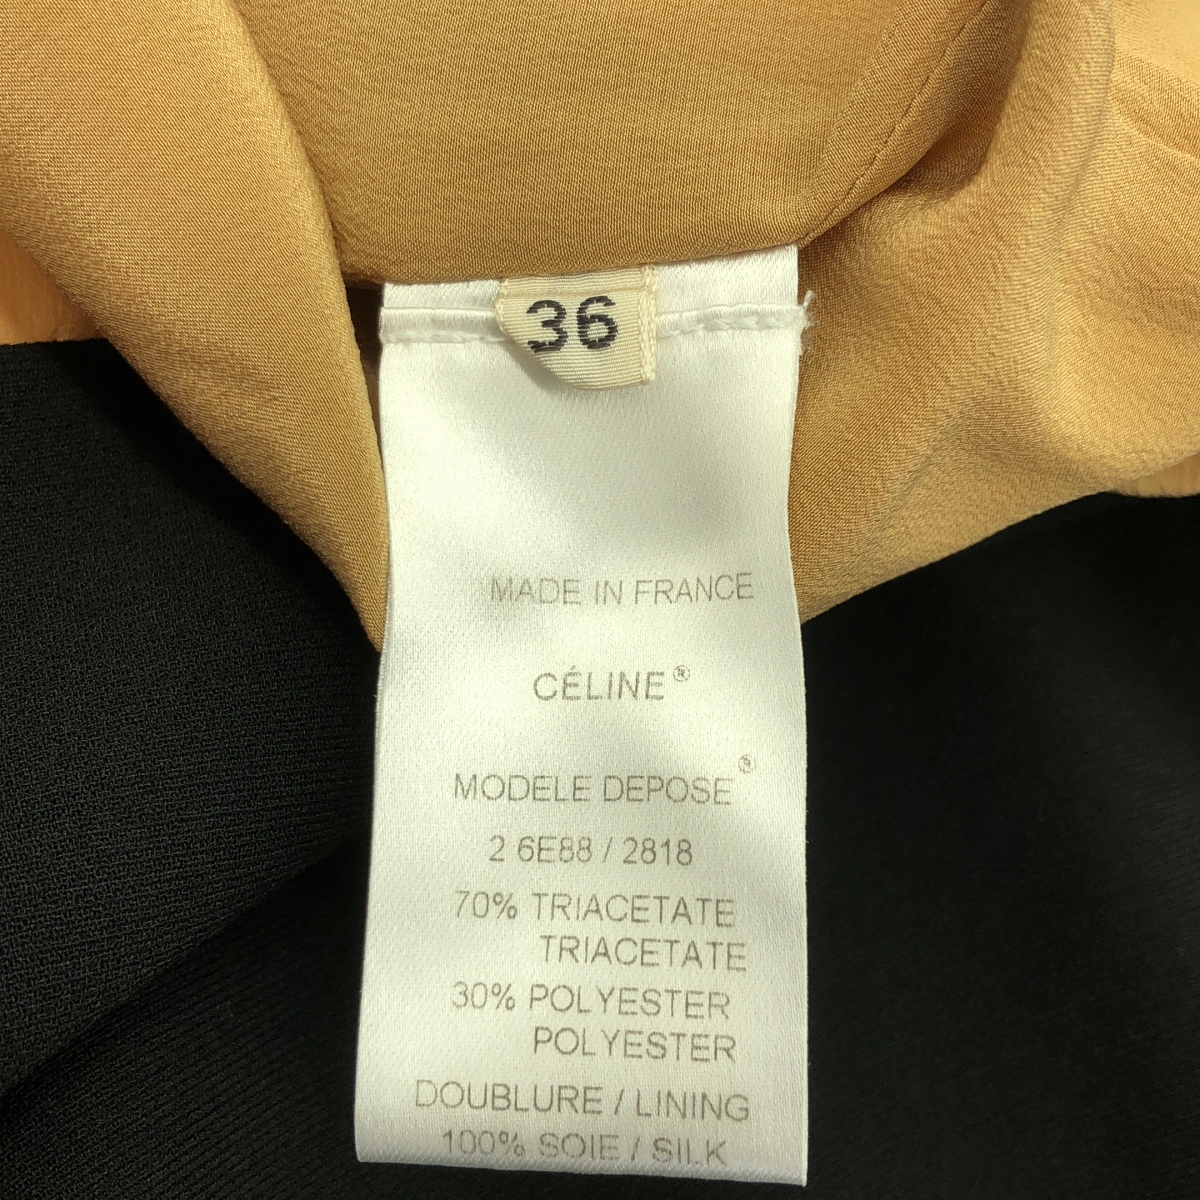 36
MADE IN FRANCE
CÉLINE®
MODELE DEPOSE®
2 6E88 / 2818
70% TRIACETATE
TRIACETATE
30% POLYESTER
POLYESTER
DOUBLURE / LINING
100% SOIE / SILK